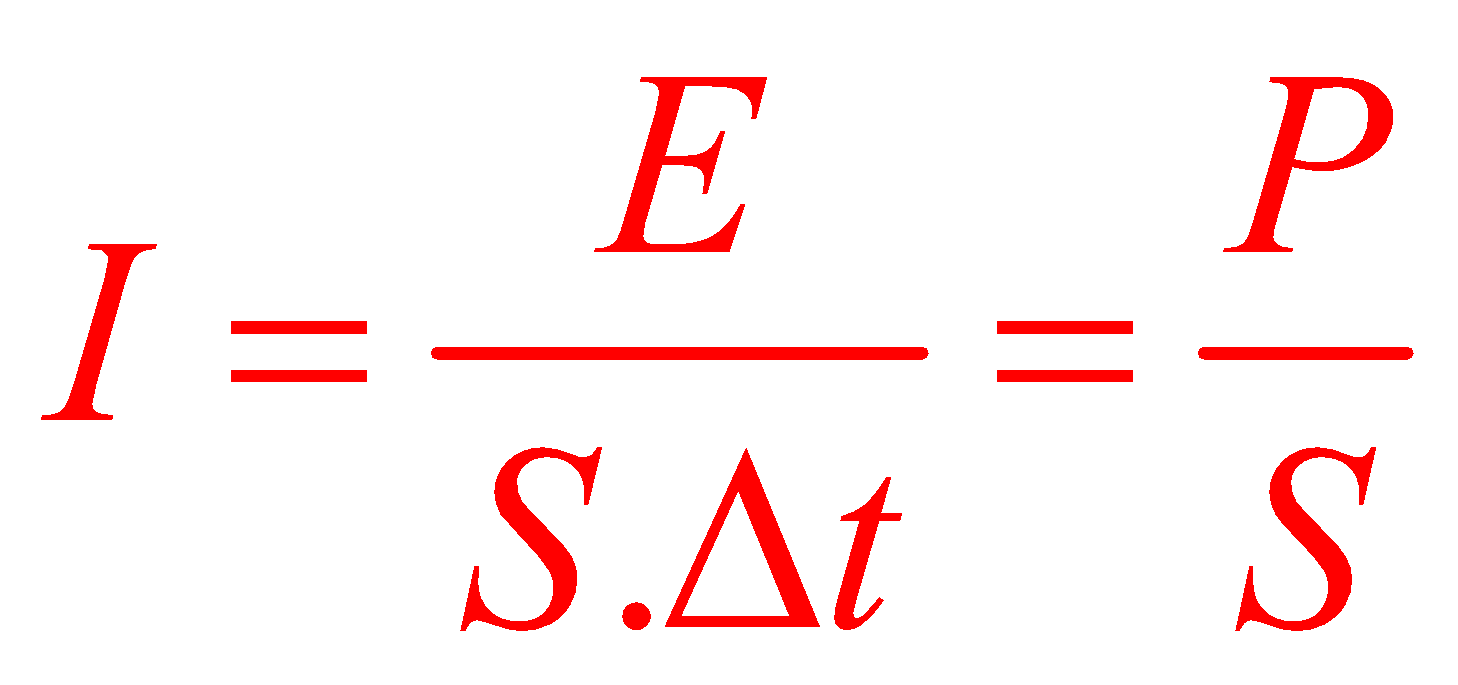 I = E / S.Δt = P / S